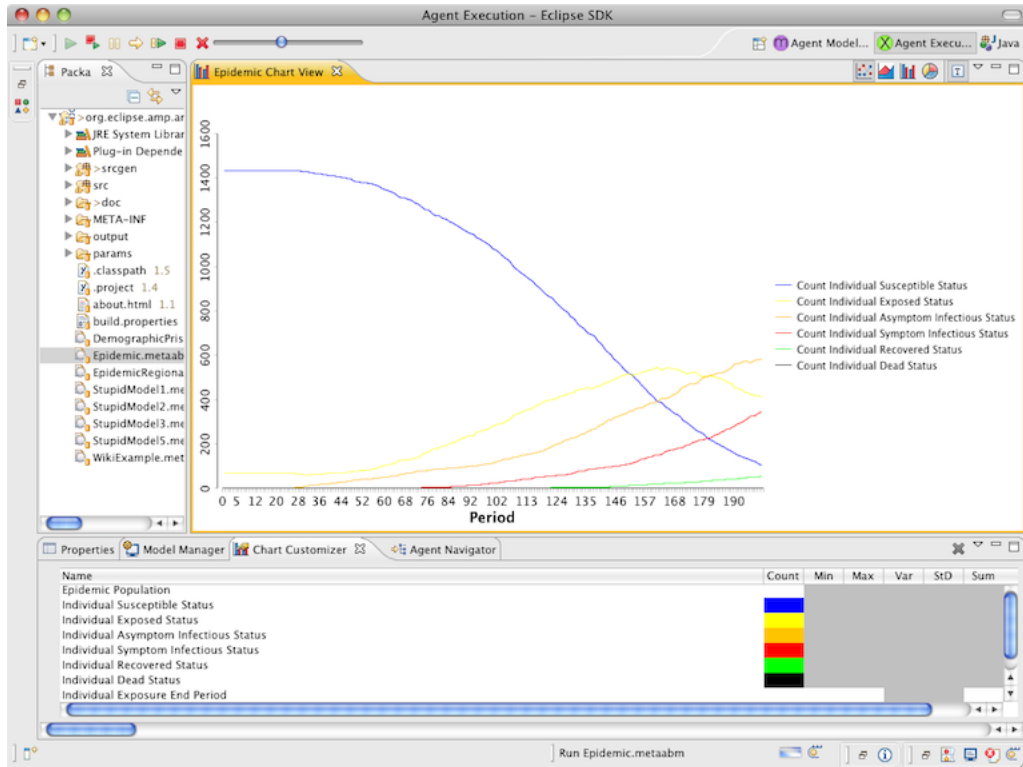 Agent Execution – Eclipse SDK
Agent Model... Agent Execu... Java
Packa
Epidemic Chart View
>org.eclipse.amp.ar
JRE System Librar
Plug-in Depende
>srcgen
src
>doc
META-INF
output
params
.classpath 1.5
.project 1.4
about.html 1.1
build.properties
DemographicPris
Epidemic.metaab
EpidemicRegiona
StupidModel1.me
StupidModel2.me
StupidModel3.me
StupidModel5.me
WikiExample.met
1600
1400
1200
1000
800
600
400
200
0
0 5 12 20 28 36 44 52 60 68 76 84 92 102 113 124 135 146 157 168 179 190
Period
Count Individual Susceptible Status
Count Individual Exposed Status
Count Individual Asymptom Infectious Status
Count Individual Symptom Infectious Status
Count Individual Recovered Status
Count Individual Dead Status
Properties Model Manager Chart Customizer Agent Navigator
Name Count Min Max Var StD Sum
Epidemic Population
Individual Susceptible Status
Individual Exposed Status
Individual Asymptom Infectious Status
Individual Symptom Infectious Status
Individual Recovered Status
Individual Dead Status
Individual Exposure End Period
Run Epidemic.metaabm